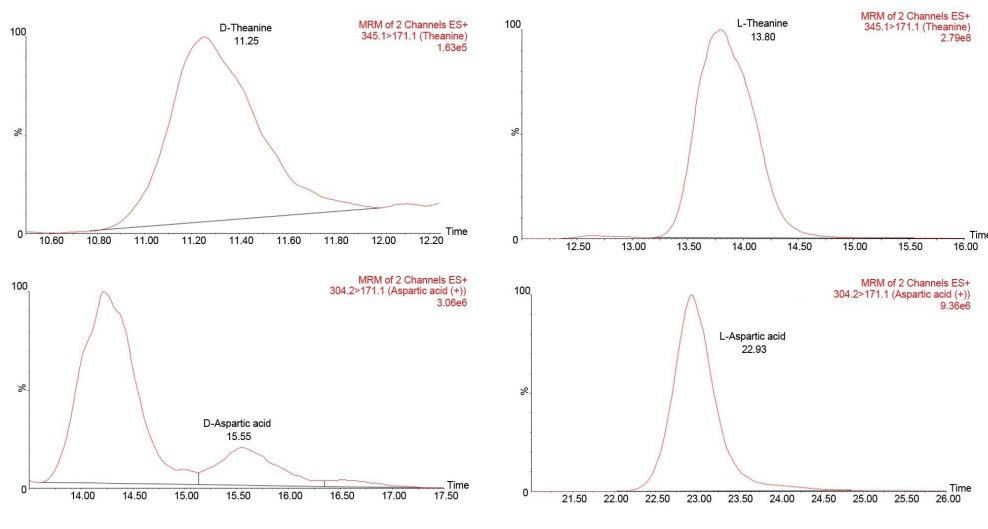 D-Theanine
11.25
MRM of 2 Channels ES+
345.1>171.1 (Theanine)
1.63e5
100
%
0
10.60 10.80 11.00 11.20 11.40 11.60 11.80 12.00 12.20 Time
L-Theanine
13.80
MRM of 2 Channels ES+
345.1>171.1 (Theanine)
2.79e8
100
%
0
12.50 13.00 13.50 14.00 14.50 15.00 15.50 16.00 Time
MRM of 2 Channels ES+
304.2>171.1 (Aspartic acid (+))
3.06e6
100
%
0
D-Aspartic acid
15.55
14.00 14.50 15.00 15.50 16.00 16.50 17.00 17.50 Time
MRM of 2 Channels ES+
304.2>171.1 (Aspartic acid (+))
9.36e6
100
%
0
L-Aspartic acid
22.93
21.50 22.00 22.50 23.00 23.50 24.00 24.50 25.00 25.50 26.00 Time